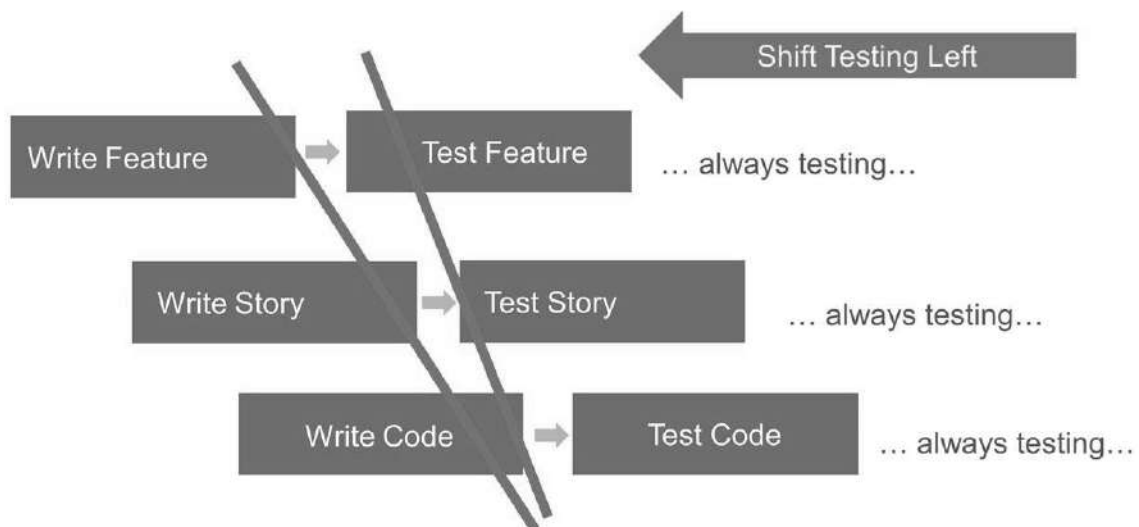 Shift Testing Left
Write Feature
Test Feature
… always testing…
Write Story
Test Story
… always testing…
Write Code
Test Code
… always testing…